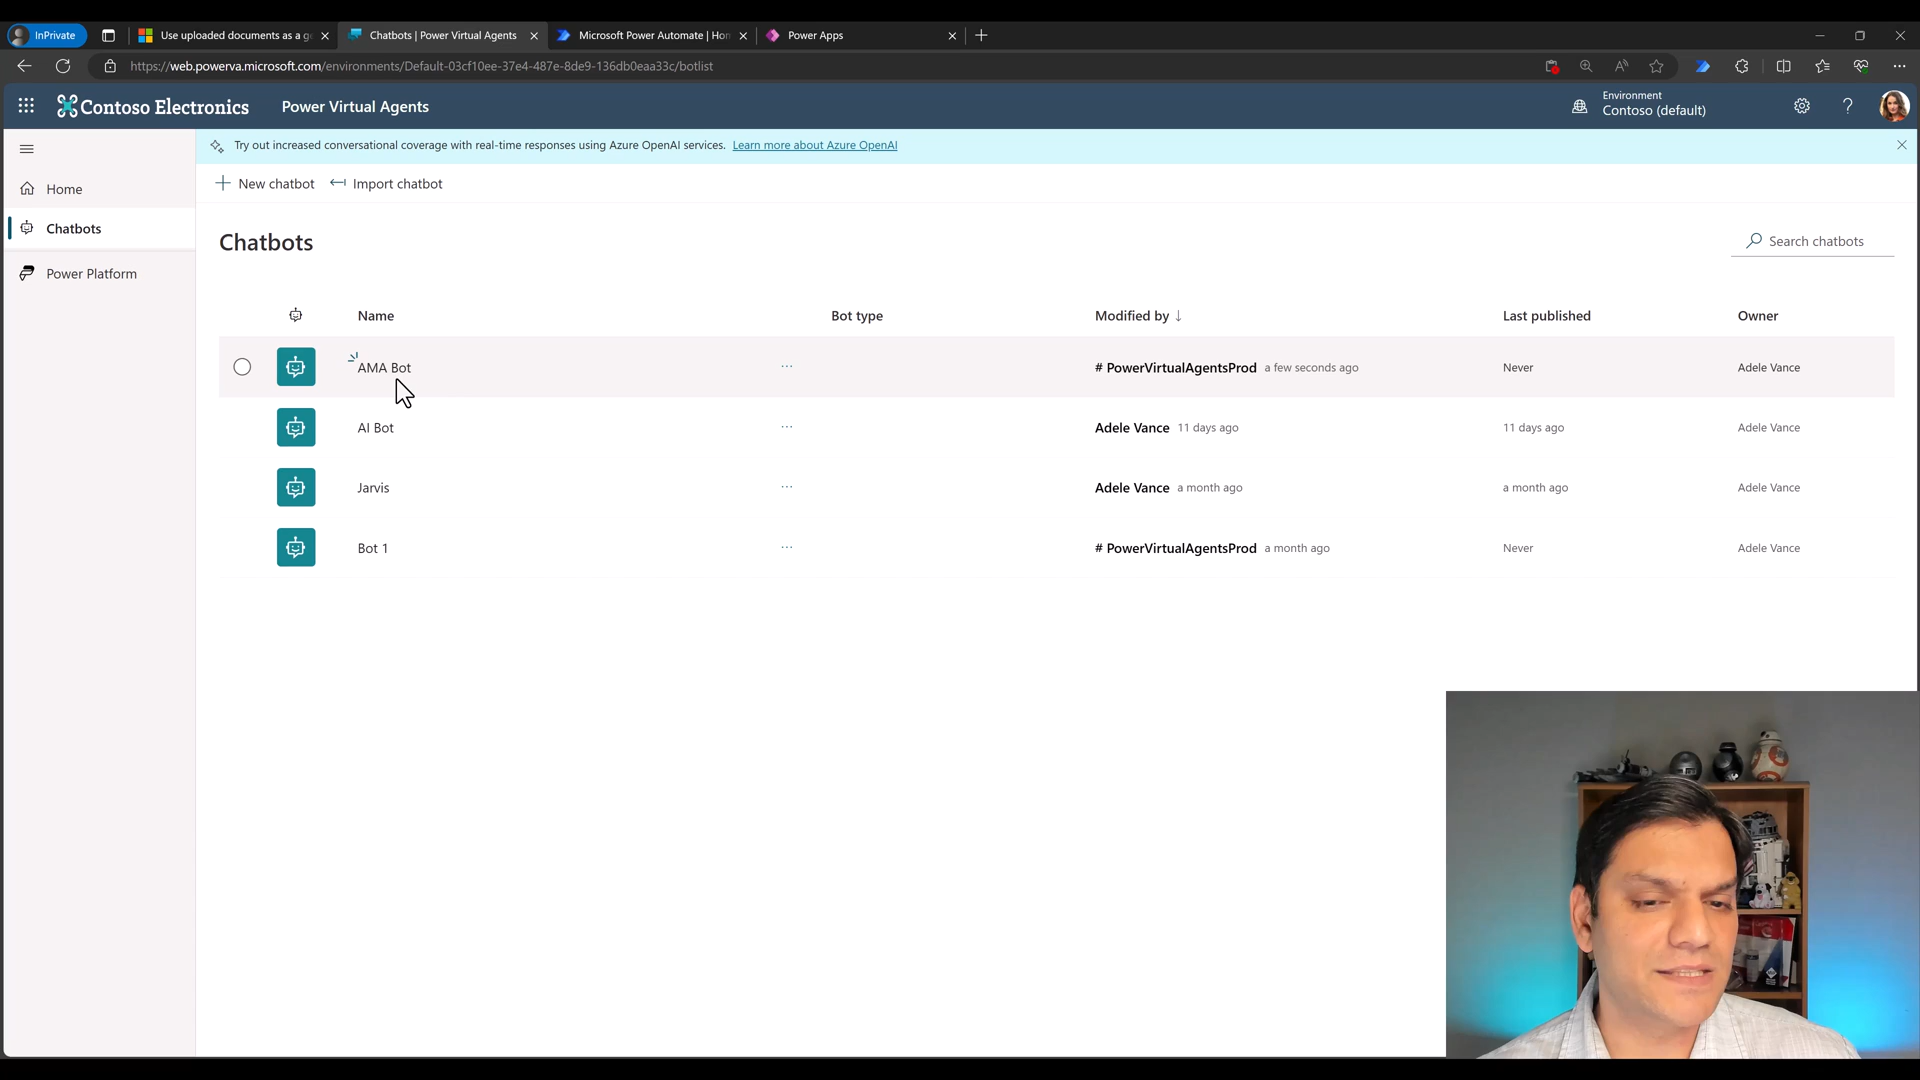 InPrivate
Use uploaded documents as a ge
Chatbots | Power Virtual Agents
Microsoft Power Automate | Hon
Power Apps
https://web.powerva.microsoft.com/environments/Default-03cf10ee-37e4-487e-8de9-136db0eaa33c/botlist
Contoso Electronics
Power Virtual Agents
Environment
Contoso (default)
Try out increased conversational coverage with real-time responses using Azure OpenAI services. Learn more about Azure OpenAI
New chatbot
Import chatbot
Home
Chatbots
Power Platform
Chatbots
Search chatbots
Name Bot type Modified by ↓ Last published Owner
AMA Bot ... # PowerVirtualAgentsProd a few seconds ago Never Adele Vance
AI Bot ... Adele Vance 11 days ago 11 days ago Adele Vance
Jarvis ... Adele Vance a month ago a month ago Adele Vance
Bot 1 ... # PowerVirtualAgentsProd a month ago Never Adele Vance